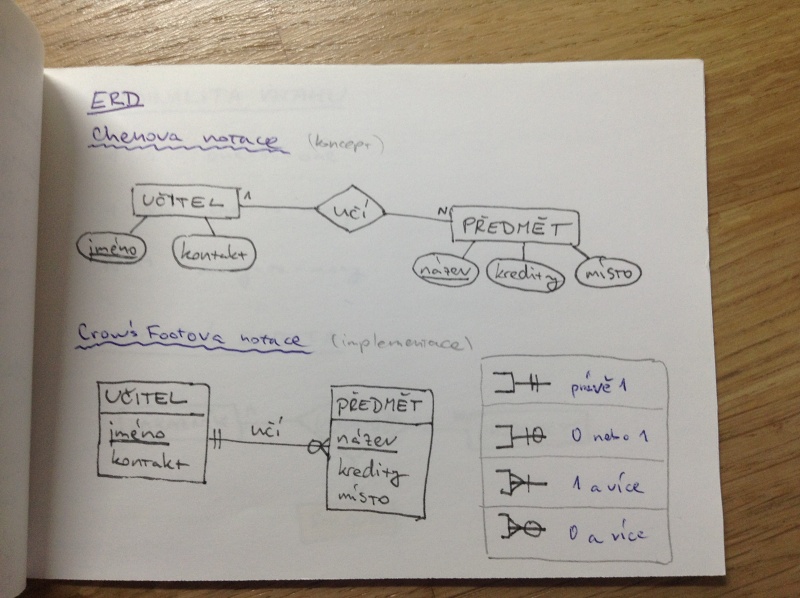 ERD
Chenova notace (koncept)
UČITEL 1 UČÍ N PŘEDMĚT
jméno kontakt název kredity místo
Crow's Footova notace (implementace)
UČITEL
jméno
kontakt
UČÍ
PŘEDMĚT
název
kredity
místo
právě 1
0 nebo 1
1 a více
0 a více